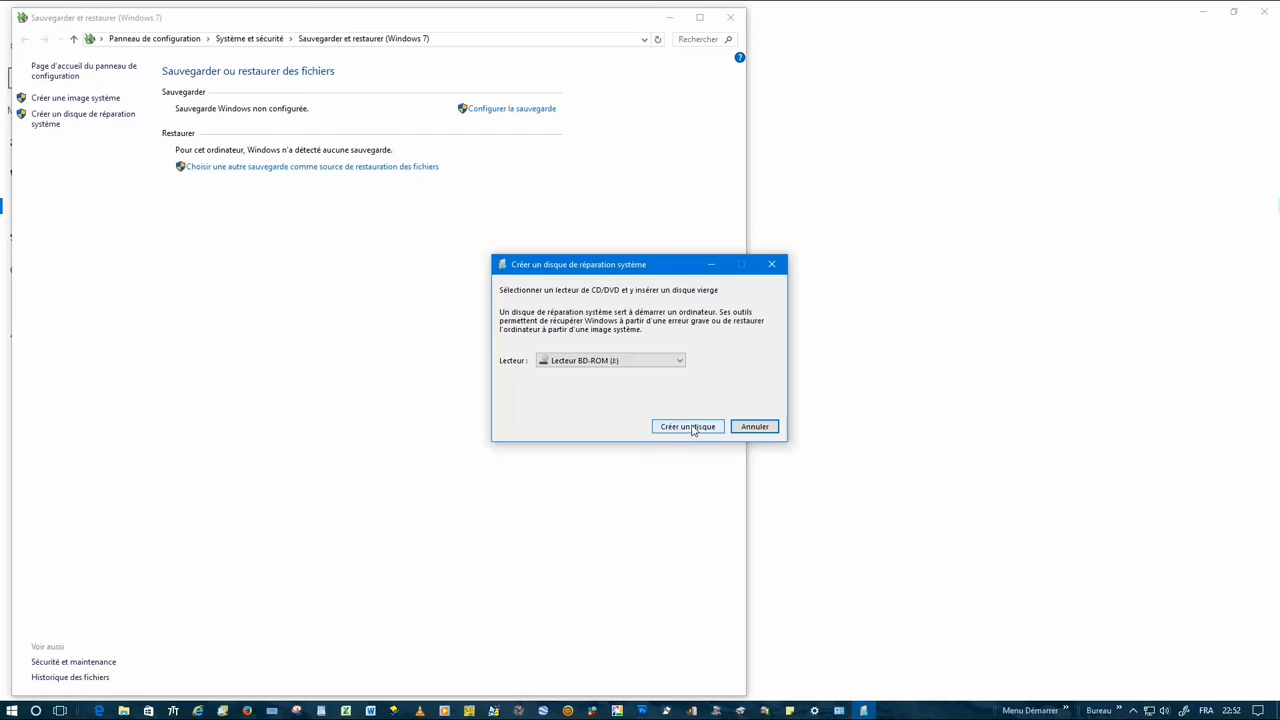 Sauvegarder et restaurer (Windows 7)
Panneau de configuration > Système et sécurité > Sauvegarder et restaurer (Windows 7)
Rechercher
Page d'accueil du panneau de configuration
Créer une image système
Créer un disque de réparation système
Sauvegarder ou restaurer des fichiers
Sauvegarder
Sauvegarde Windows non configurée.
Configurer la sauvegarde
Restaurer
Pour cet ordinateur, Windows n'a détecté aucune sauvegarde.
Choisir une autre sauvegarde comme source de restauration des fichiers
Créer un disque de réparation système
Sélectionner un lecteur de CD/DVD et y insérer un disque vierge
Un disque de réparation système sert à démarrer un ordinateur. Ses outils
permettent de récupérer Windows à partir d'une erreur grave ou de restaurer
l'ordinateur à partir d'une image système.
Lecteur :
Lecteur BD-ROM (J:)
Créer un disque
Annuler
Voir aussi
Sécurité et maintenance
Historique des fichiers
Menu Démarrer
Bureau
FRA
22:52